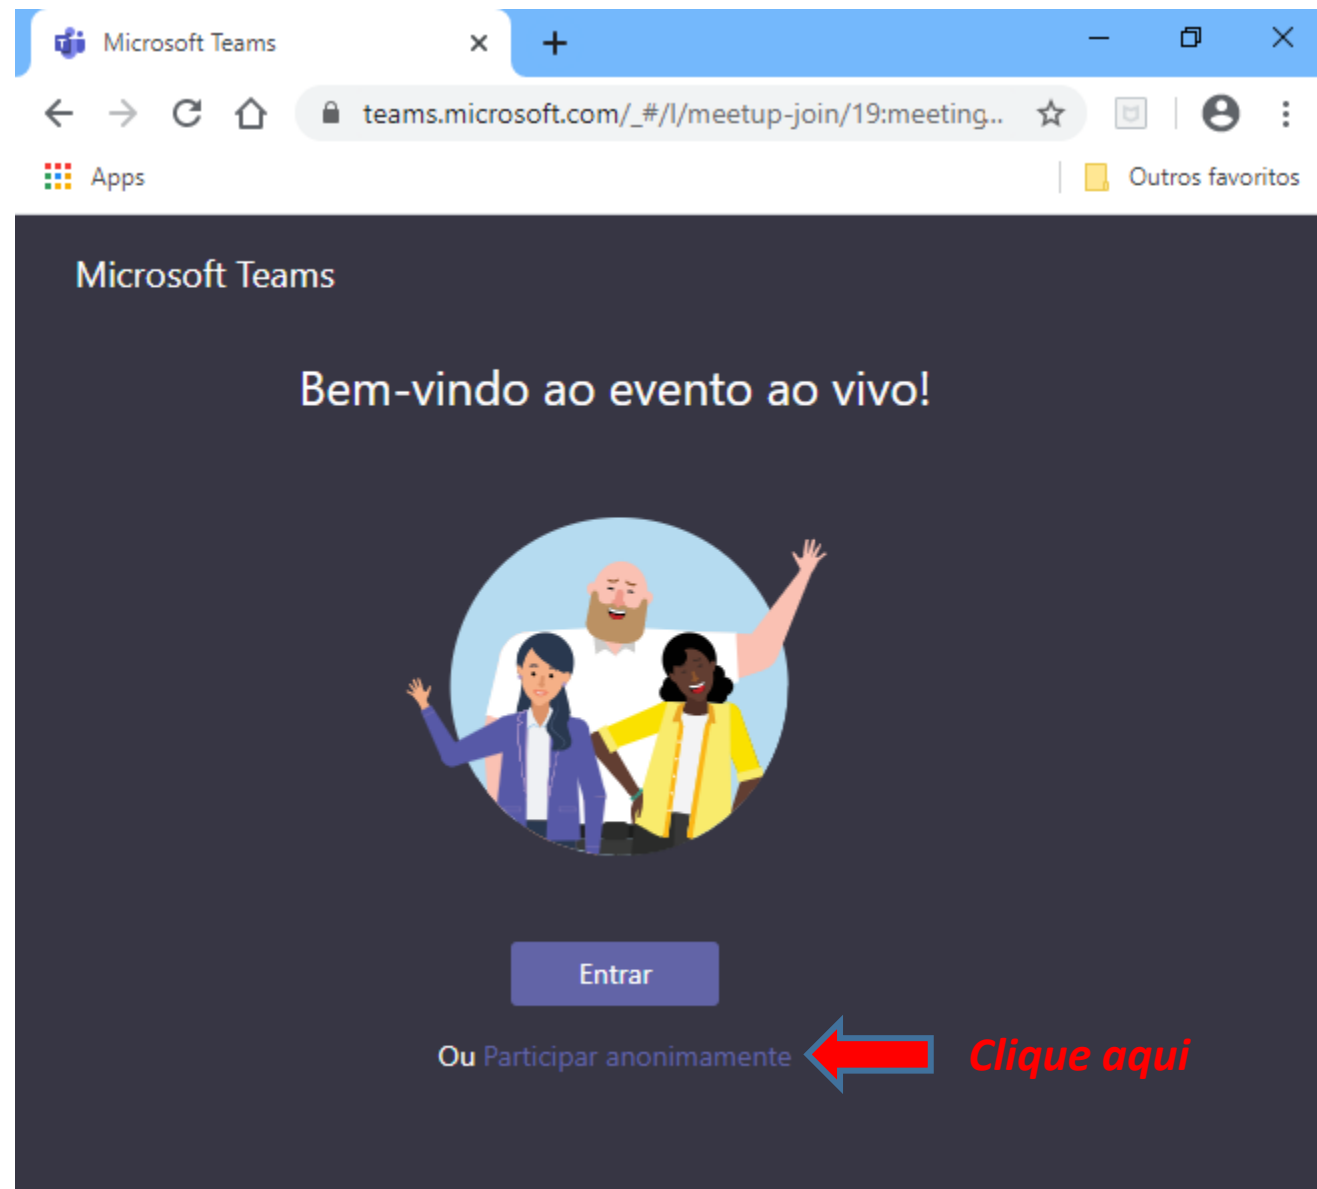 Microsoft Teams
teams.microsoft.com/_#/l/meetup-join/19:meeting...
Apps
Outros favoritos
Microsoft Teams
Bem-vindo ao evento ao vivo!
Entrar
Ou Participar anonimamente
Clique aqui